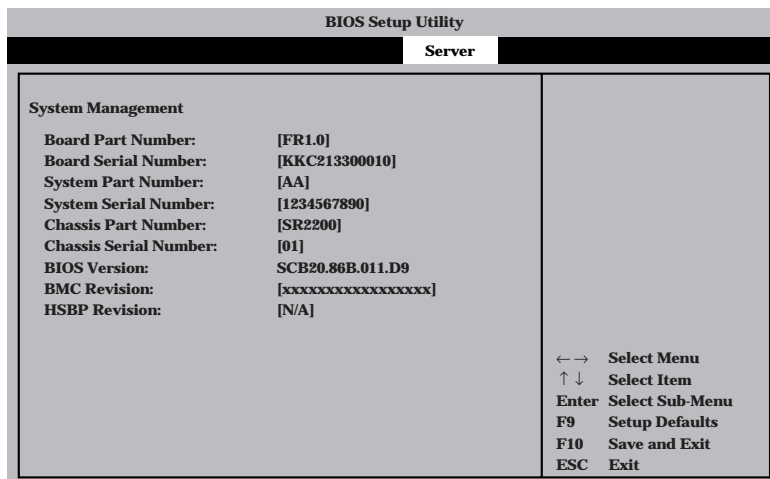 BIOS Setup Utility
Server
System Management
Board Part Number: [FR1.0]
Board Serial Number: [KKC213300010]
System Part Number: [AA]
System Serial Number: [1234567890]
Chassis Part Number: [SR2200]
Chassis Serial Number: [01]
BIOS Version: SCB20.86B.011.D9
BMC Revision: [xxxxxxxxxxxxxxxxx]
HSBP Revision: [N/A]
←→ Select Menu
↑↓ Select Item
Enter Select Sub-Menu
F9 Setup Defaults
F10 Save and Exit
ESC Exit